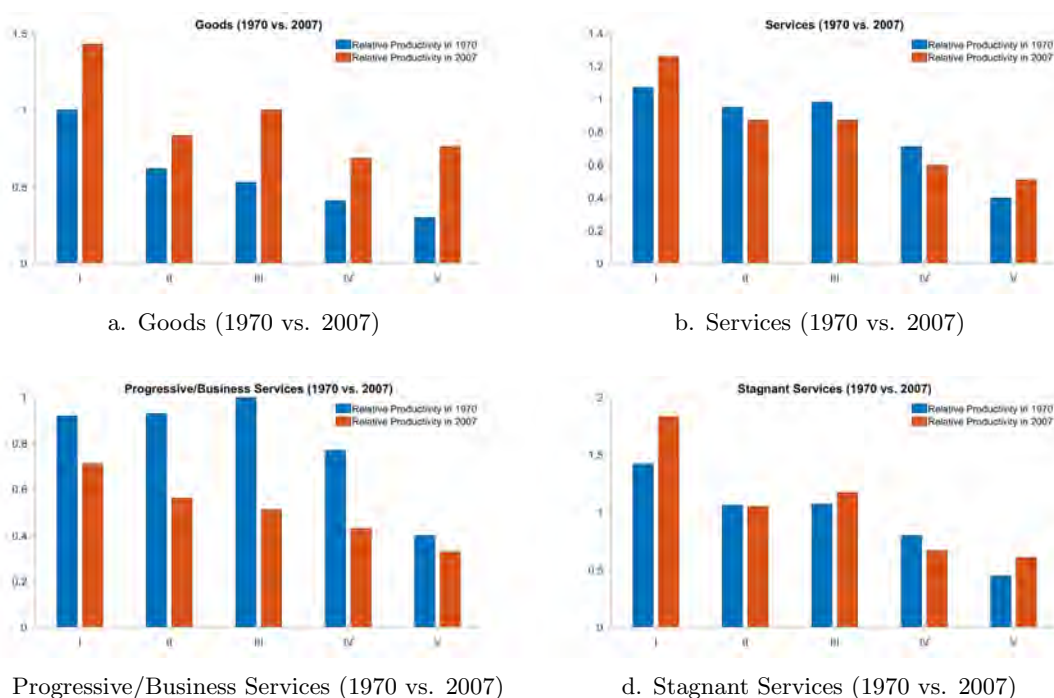 Goods (1970 vs. 2007)
Relative Productivity in 1970
Relative Productivity in 2007
1.5
1
0.5
0
I II III IV V
a. Goods (1970 vs. 2007)
Services (1970 vs. 2007)
Relative Productivity in 1970
Relative Productivity in 2007
1.4
1.2
1
0.8
0.6
0.4
0.2
0
I II III IV V
b. Services (1970 vs. 2007)
Progressive/Business Services (1970 vs. 2007)
Relative Productivity in 1970
Relative Productivity in 2007
1
0.8
0.6
0.4
0.2
0
I II III IV V
Progressive/Business Services (1970 vs. 2007)
Stagnant Services (1970 vs. 2007)
Relative Productivity in 1970
Relative Productivity in 2007
2
1.5
1
0.5
0
I II III IV V
d. Stagnant Services (1970 vs. 2007)